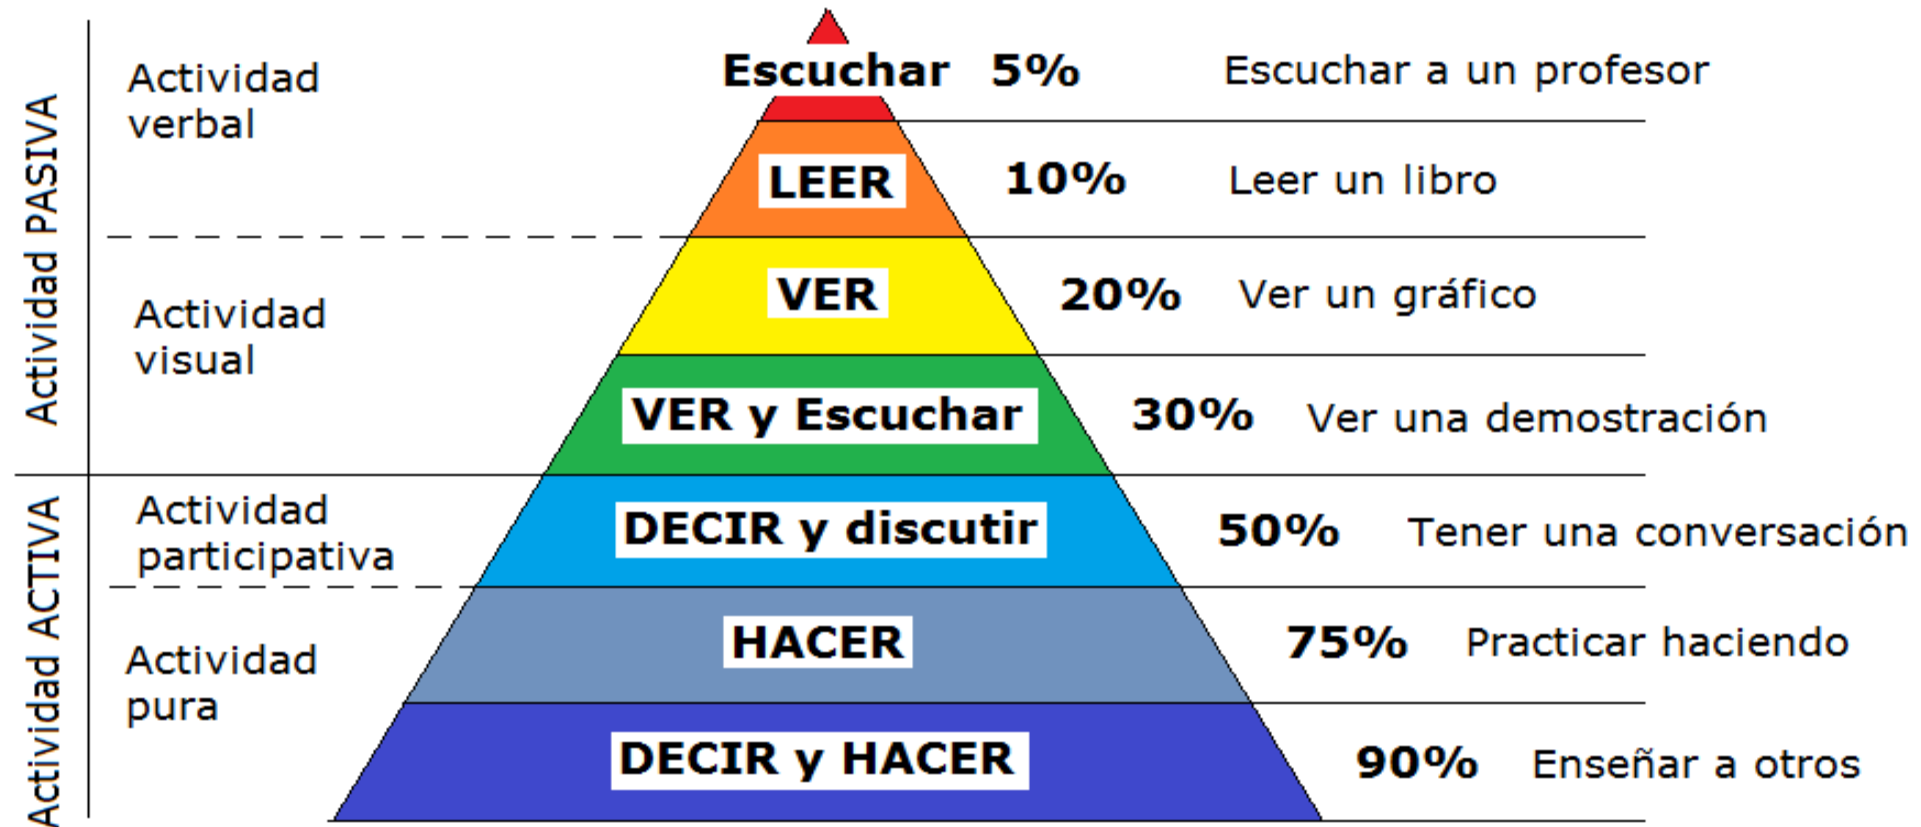 Actividad PASIVA
Actividad
verbal
Escuchar 5% Escuchar a un profesor
LEER 10% Leer un libro
Actividad
visual
VER 20% Ver un gráfico
VER y Escuchar 30% Ver una demostración
Actividad ACTIVA
Actividad
participativa
DECIR y discutir 50% Tener una conversación
Actividad
pura
HACER 75% Practicar haciendo
DECIR y HACER 90% Enseñar a otros